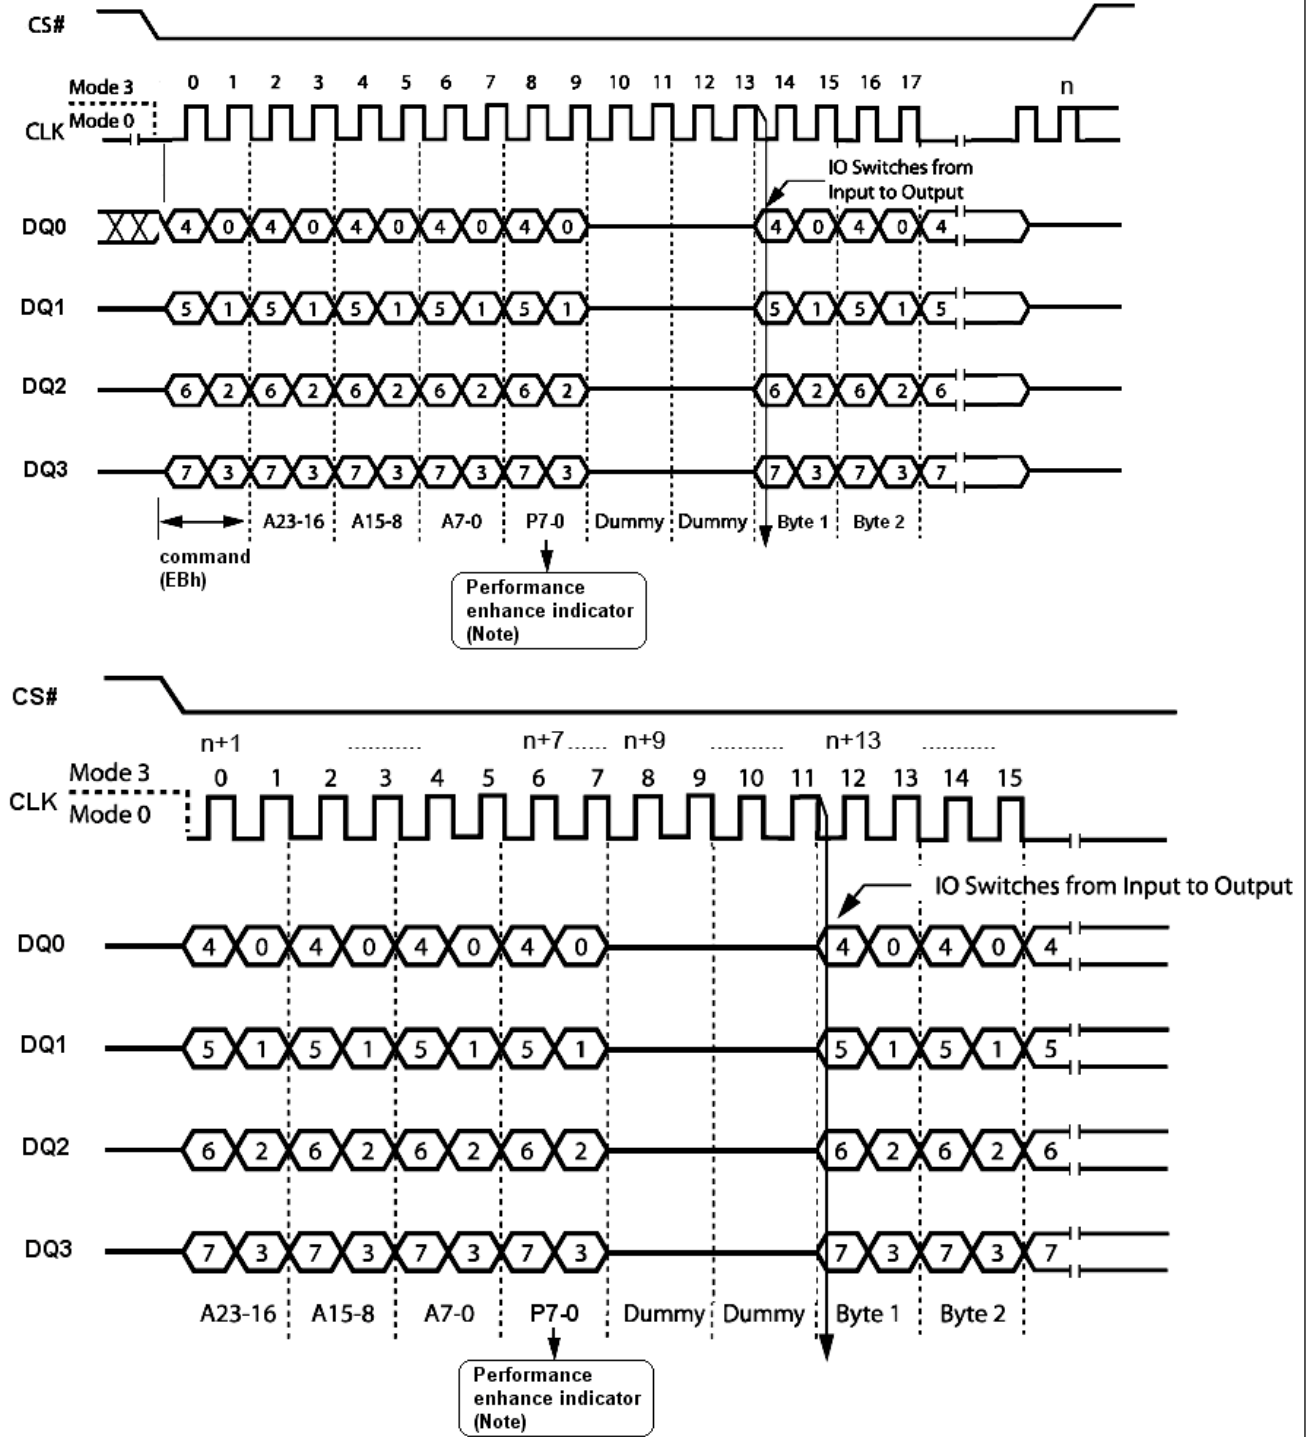 CS#
0 1 2 3 4 5 6 7 8 9 10 11 12 13 14 15 16 17 n
Mode 3
Mode 0
CLK
IO Switches from
Input to Output
DQ0 4 0 4 0 4 0 4 0 4 0 4 0 4 0 4
DQ1 5 1 5 1 5 1 5 1 5 1 5 1 5 1 5
DQ2 6 2 6 2 6 2 6 2 6 2 6 2 6 2 6
DQ3 7 3 7 3 7 3 7 3 7 3 7 3 7 3 7
A23-16 A15-8 A7-0 P7-0 Dummy Dummy Byte 1 Byte 2
command
(EBh)
Performance
enhance indicator
(Note)
CS#
n+1 ............ n+7 ...... n+9 ............ n+13 ............
Mode 3 0 1 2 3 4 5 6 7 8 9 10 11 12 13 14 15
CLK
Mode 0
IO Switches from Input to Output
DQ0 4 0 4 0 4 0 4 0 4 0 4 0 4
DQ1 5 1 5 1 5 1 5 1 5 1 5 1 5
DQ2 6 2 6 2 6 2 6 2 6 2 6 2 6
DQ3 7 3 7 3 7 3 7 3 7 3 7 3 7
A23-16 A15-8 A7-0 P7-0 Dummy Dummy Byte 1 Byte 2
Performance
enhance indicator
(Note)